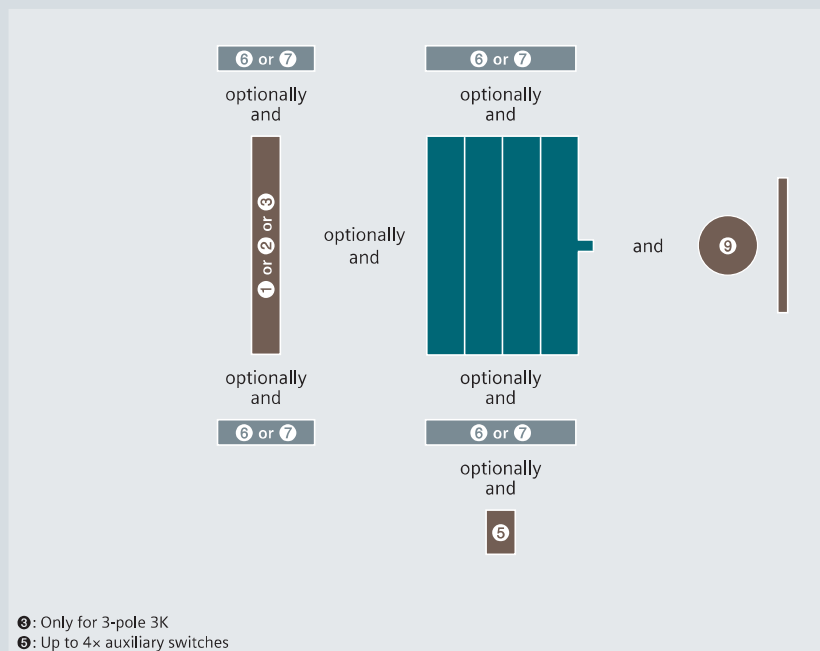 ❻ or ❼
❻ or ❼
optionally
and
optionally
and
❶ or ❷ or ❸
optionally
and
and
❾
optionally
and
optionally
and
❻ or ❼
❻ or ❼
optionally
and
❺
❸: Only for 3-pole 3K
❺: Up to 4× auxiliary switches